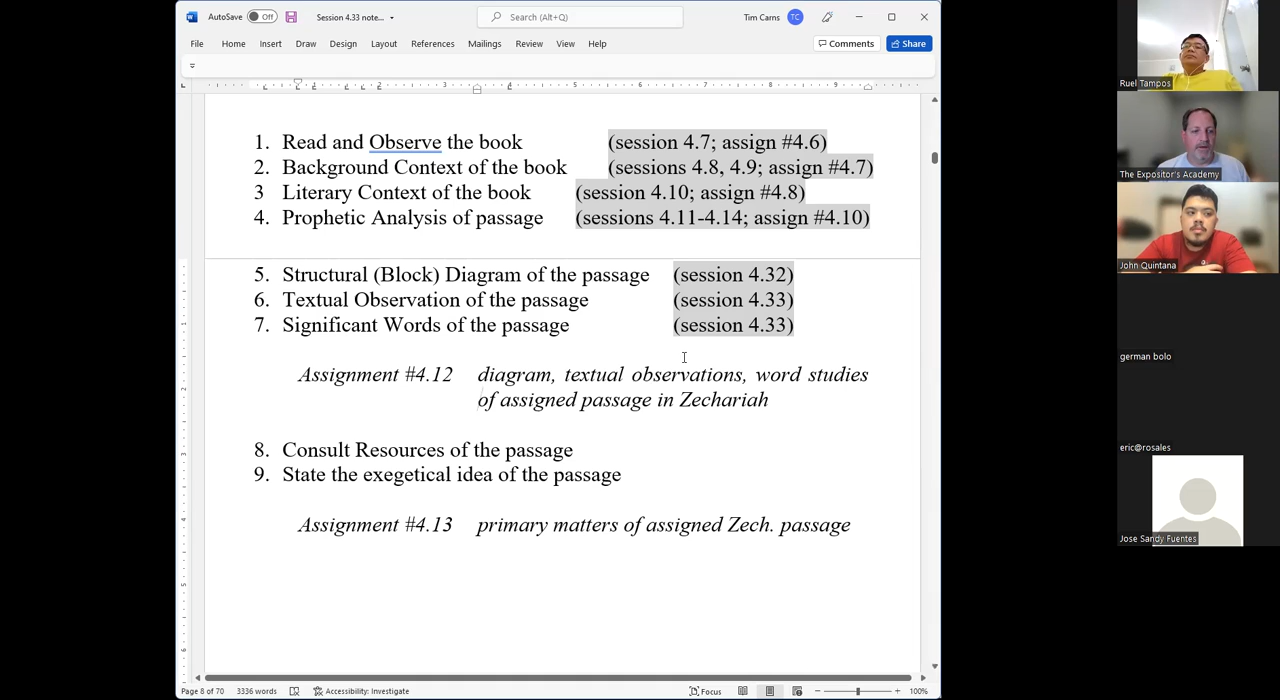 AutoSave Off Session 4.33 note... Search (Alt+Q) Tim Carns TC
File Home Insert Draw Design Layout References Mailings Review View Help Comments Share
1. Read and Observe the book (session 4.7; assign #4.6)
2. Background Context of the book (sessions 4.8, 4.9; assign #4.7)
3 Literary Context of the book (session 4.10; assign #4.8)
4. Prophetic Analysis of passage (sessions 4.11-4.14; assign #4.10)
5. Structural (Block) Diagram of the passage (session 4.32)
6. Textual Observation of the passage (session 4.33)
7. Significant Words of the passage (session 4.33)
Assignment #4.12 diagram, textual observations, word studies
of assigned passage in Zechariah
8. Consult Resources of the passage
9. State the exegetical idea of the passage
Assignment #4.13 primary matters of assigned Zech. passage
Page 8 of 70 3336 words Accessibility: Investigate Focus 100%
Ruel Tampos
The Expositor's Academy
John Quintana
german bolo
eric@rosales
Jose Sandy Fuentes